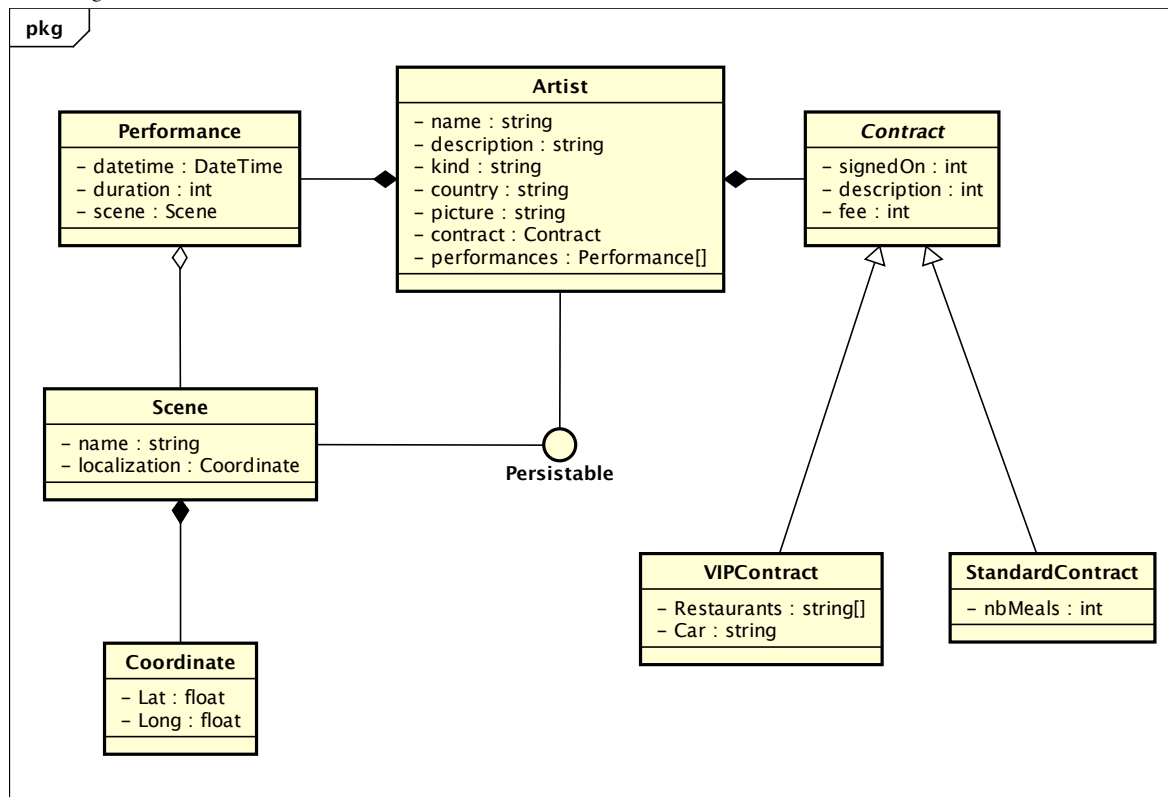 pkg
Artist
– name : string
– description : string
– kind : string
– country : string
– picture : string
– contract : Contract
– performances : Performance[]
Performance
– datetime : DateTime
– duration : int
– scene : Scene
Contract
– signedOn : int
– description : int
– fee : int
Scene
– name : string
– localization : Coordinate
Persistable
VIPContract
– Restaurants : string[]
– Car : string
StandardContract
– nbMeals : int
Coordinate
– Lat : float
– Long : float